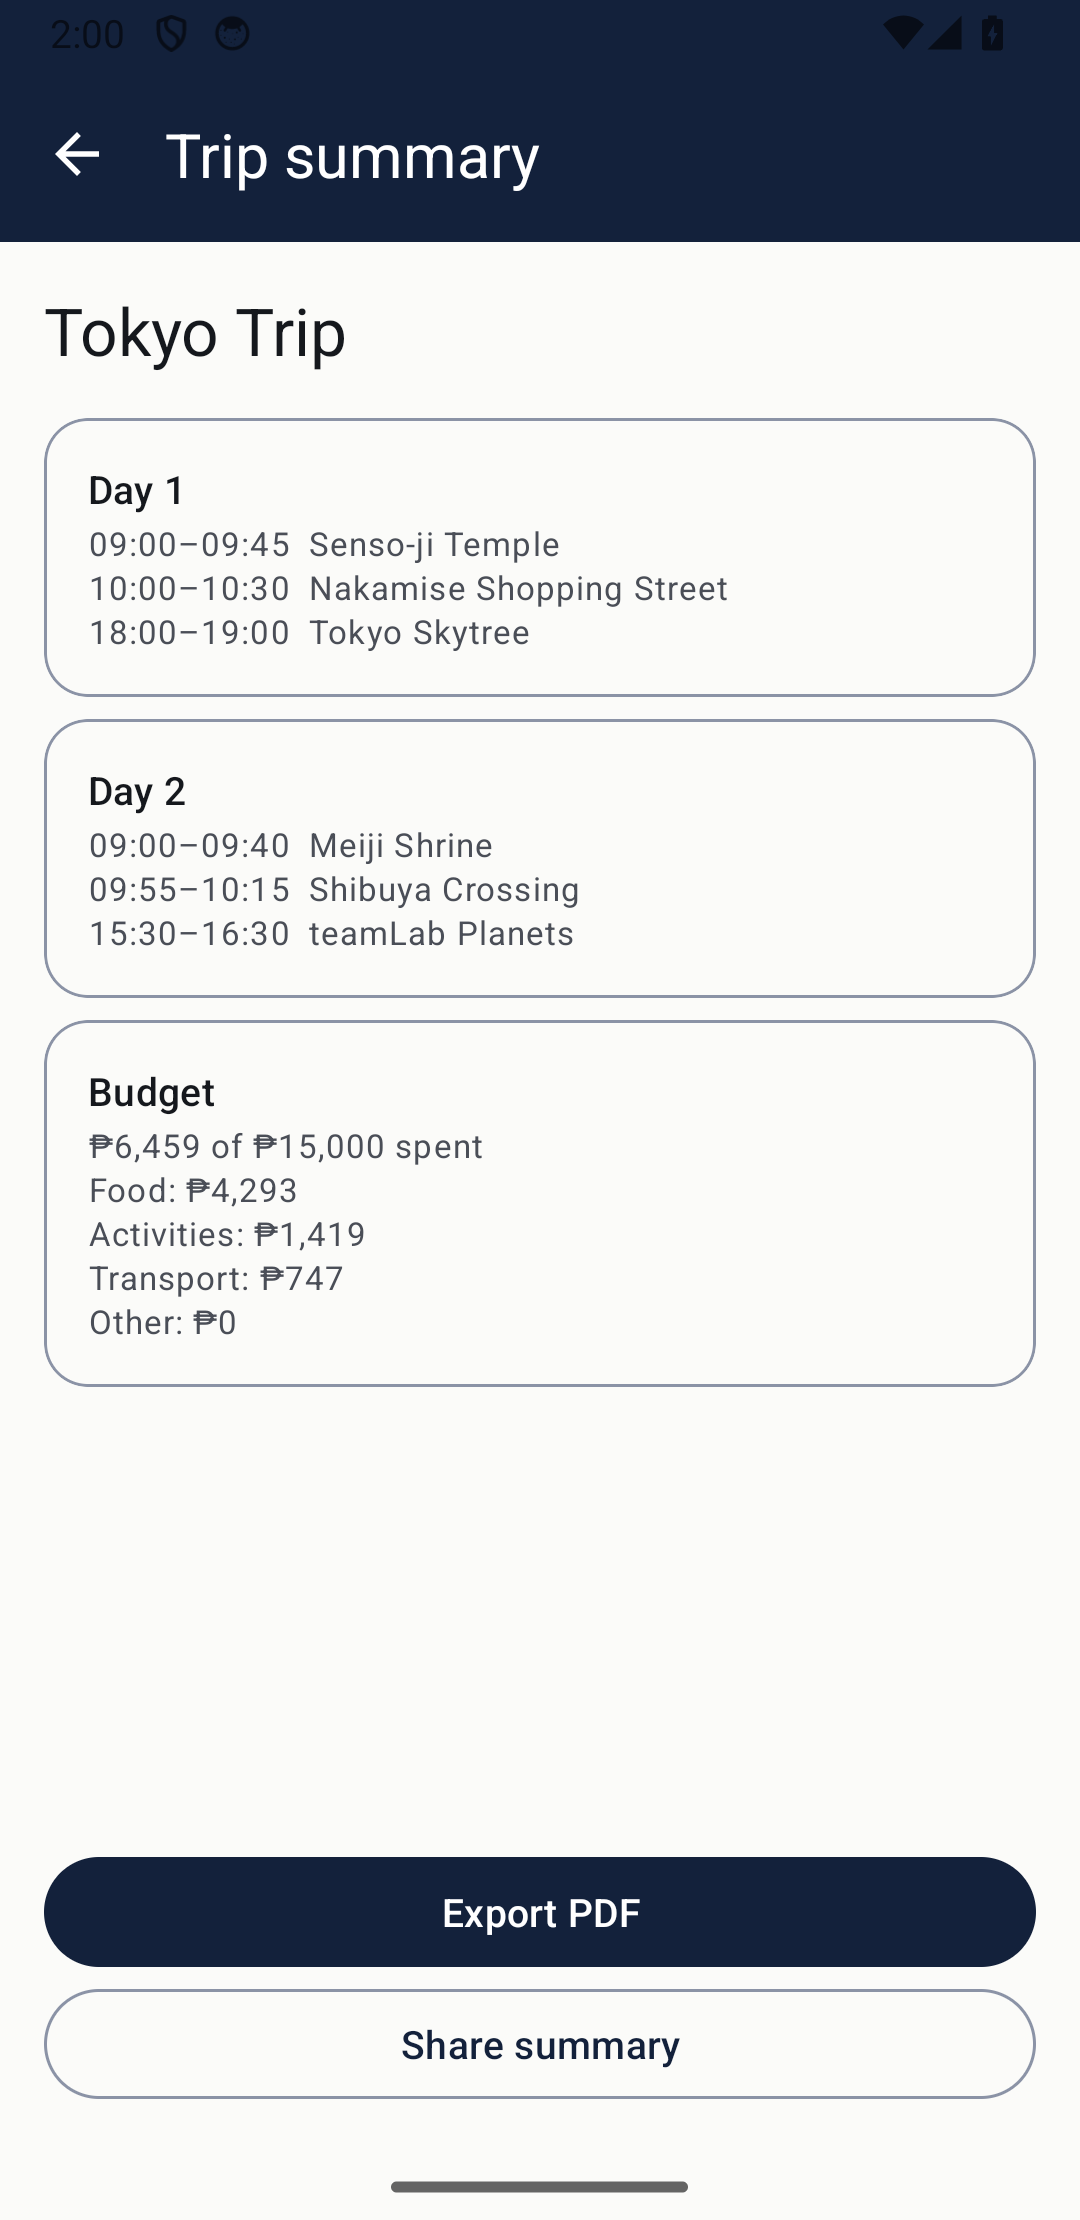 2:00
Trip summary
Tokyo Trip
Day 1
09:00–09:45 Senso-ji Temple
10:00–10:30 Nakamise Shopping Street
18:00–19:00 Tokyo Skytree
Day 2
09:00–09:40 Meiji Shrine
09:55–10:15 Shibuya Crossing
15:30–16:30 teamLab Planets
Budget
₱6,459 of ₱15,000 spent
Food: ₱4,293
Activities: ₱1,419
Transport: ₱747
Other: ₱0
Export PDF
Share summary